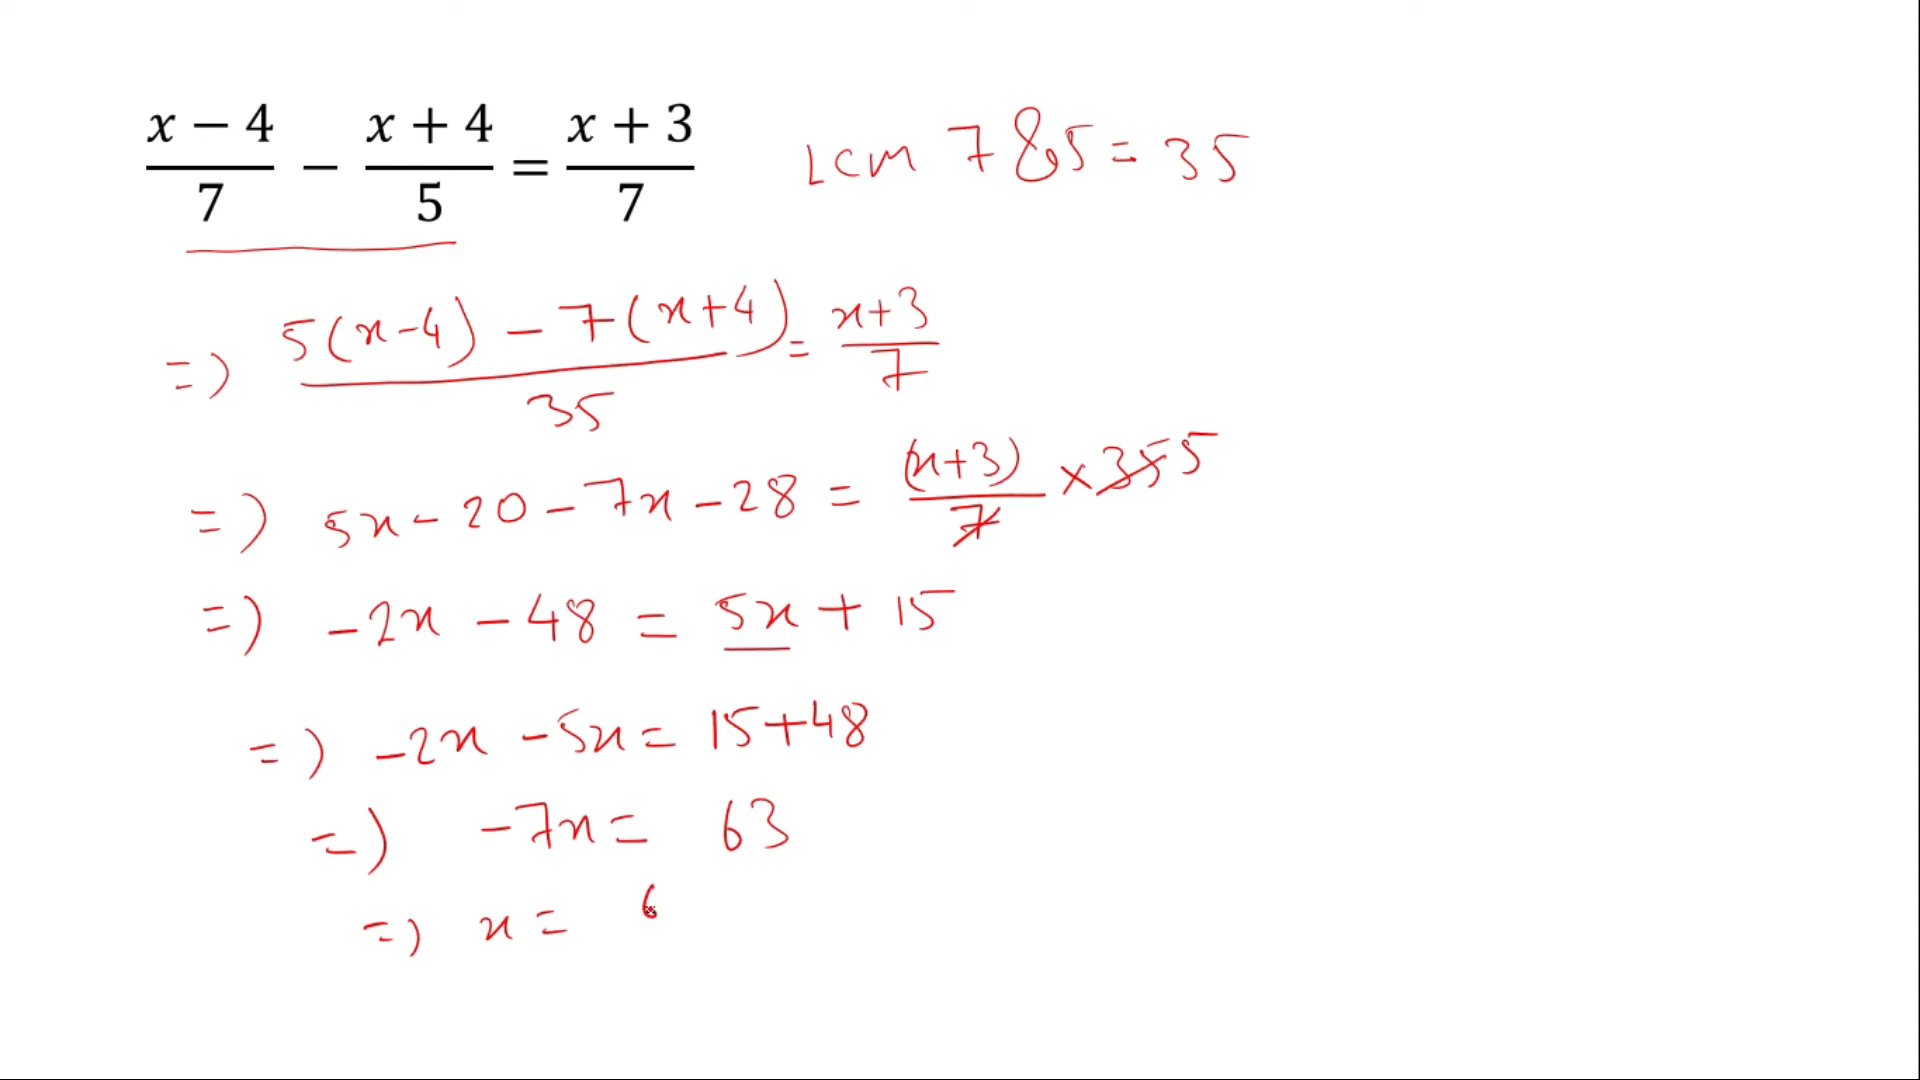 x − 4 / 7 − x + 4 / 5 = x + 3 / 7
LCM 7 & 5 = 35
=> 5(x-4) - 7(x+4) / 35 = x+3 / 7
=> 5x - 20 - 7x - 28 = (x+3) / 7 × 35 5
=> -2x - 48 = 5x + 15
=> -2x - 5x = 15+48
=> -7x = 63
=> x = 6